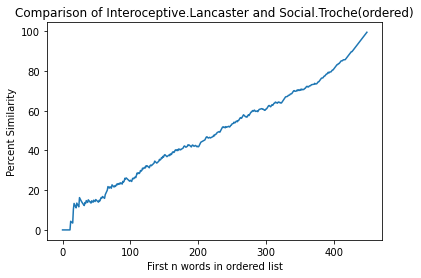 Comparison of Interoceptive.Lancaster and Social.Troche(ordered)
100
80
60
40
20
0
Percent Similarity
0 100 200 300 400
First n words in ordered list